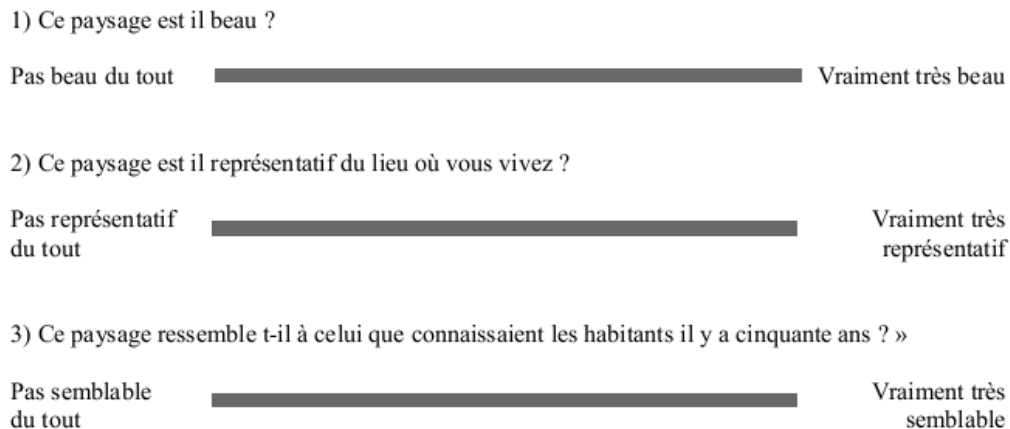 1) Ce paysage est il beau ?
Pas beau du tout Vraiment très beau
2) Ce paysage est il représentatif du lieu où vous vivez ?
Pas représentatif Vraiment très
du tout représentatif
3) Ce paysage ressemble t-il à celui que connaissaient les habitants il y a cinquante ans ? »
Pas semblable Vraiment très
du tout semblable